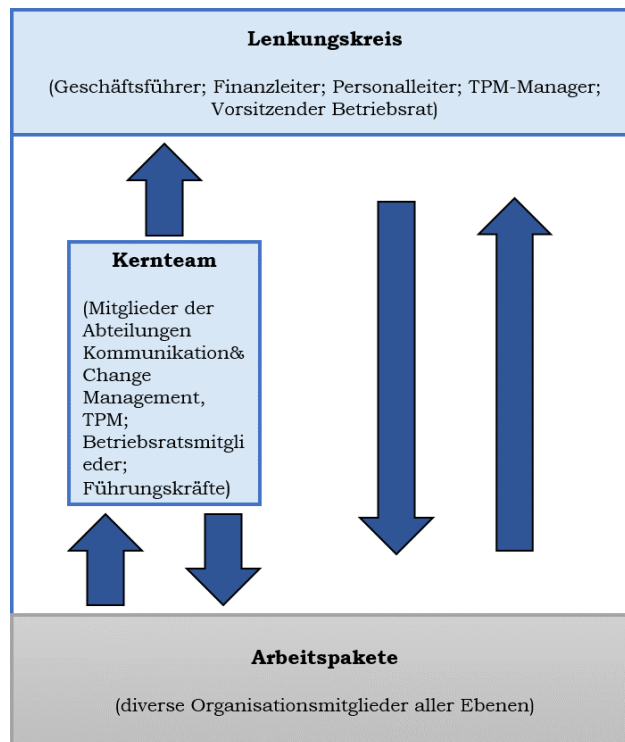 Lenkungskreis
(Geschäftsführer; Finanzleiter; Personalleiter; TPM-Manager;
Vorsitzender Betriebsrat)
Kernteam
(Mitglieder der
Abteilungen
Kommunikation&
Change
Management,
TPM;
Betriebsratsmitgli
eder;
Führungskräfte)
Arbeitspakete
(diverse Organisationsmitglieder aller Ebenen)